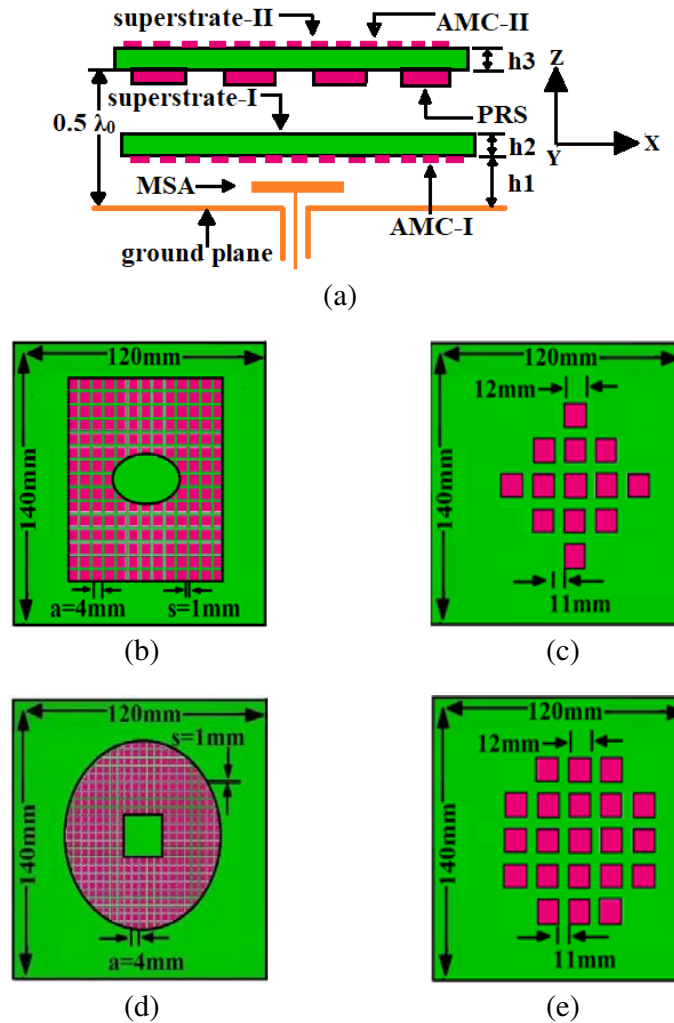 superstrate-II
AMC-II
h3
Z
superstrate-I
0.5 λ₀
PRS
h2
X
Y
MSA
h1
AMC-I
ground plane
(a)
120mm
140mm
a=4mm
s=1mm
(b)
120mm
12mm
140mm
11mm
(c)
120mm
s=1mm
140mm
a=4mm
(d)
120mm
12mm
140mm
11mm
(e)